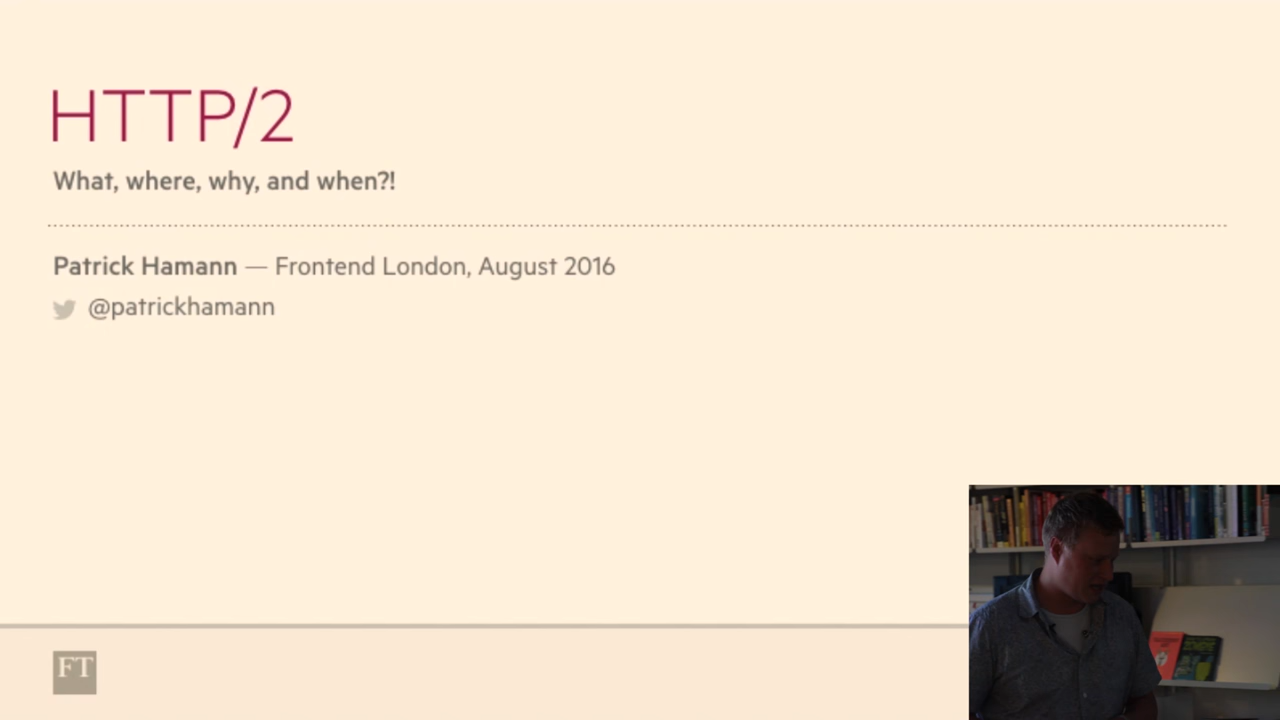 HTTP/2
What, where, why, and when?!
Patrick Hamann — Frontend London, August 2016
@patrickhamann
FT